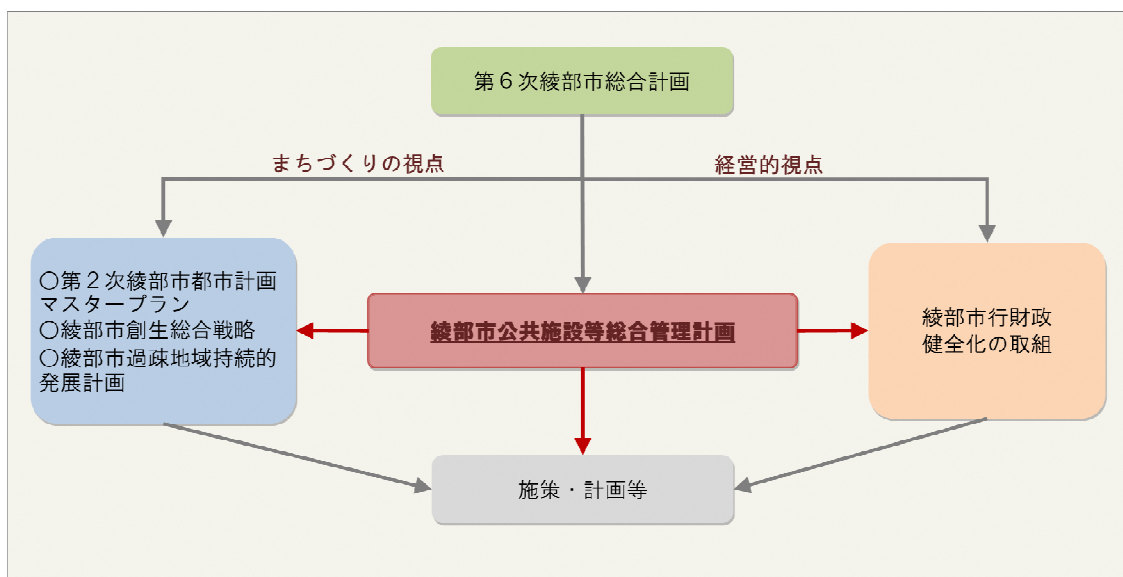 第６次綾部市総合計画
まちづくりの視点
経営的視点
〇第２次綾部市都市計画
マスタープラン
〇綾部市創生総合戦略
〇綾部市過疎地域持続的
発展計画
綾部市公共施設等総合管理計画
綾部市行財政
健全化の取組
施策・計画等